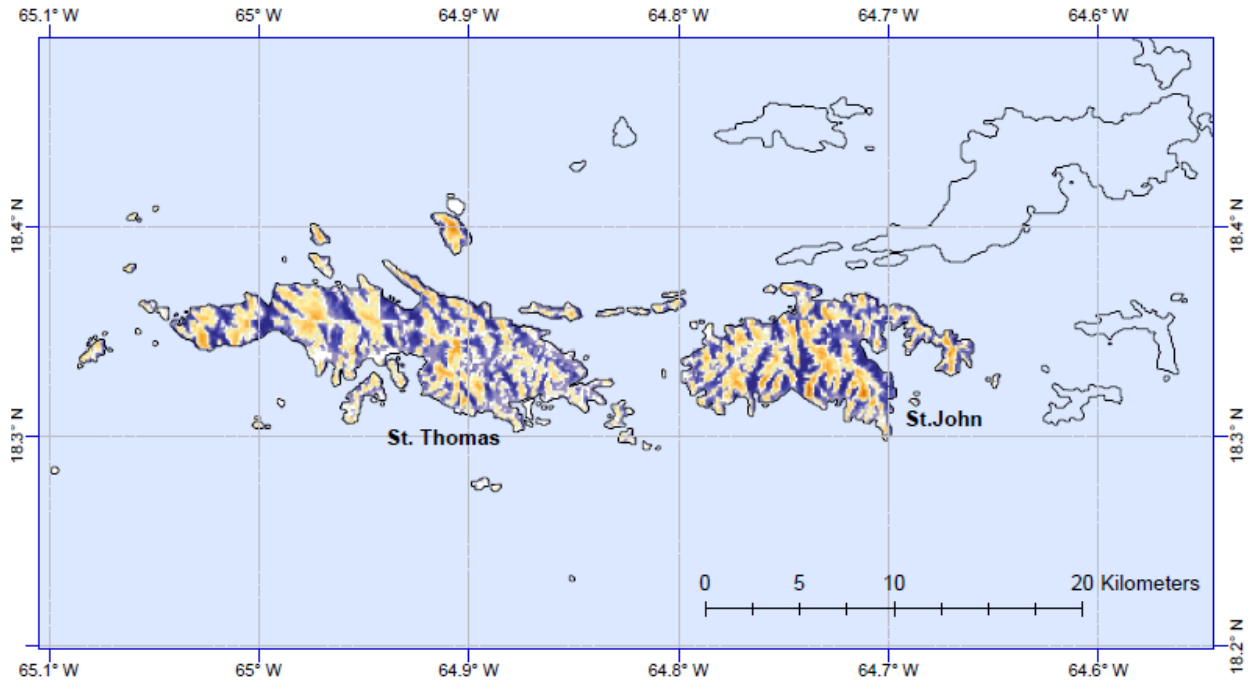 65.1° W 65° W 64.9° W 64.8° W 64.7° W 64.6° W
18.4° N 18.4° N
St.John
18.3° N 18.3° N
St. Thomas
0 5 10 20 Kilometers
18.2° N
65.1° W 65° W 64.9° W 64.8° W 64.7° W 64.6° W